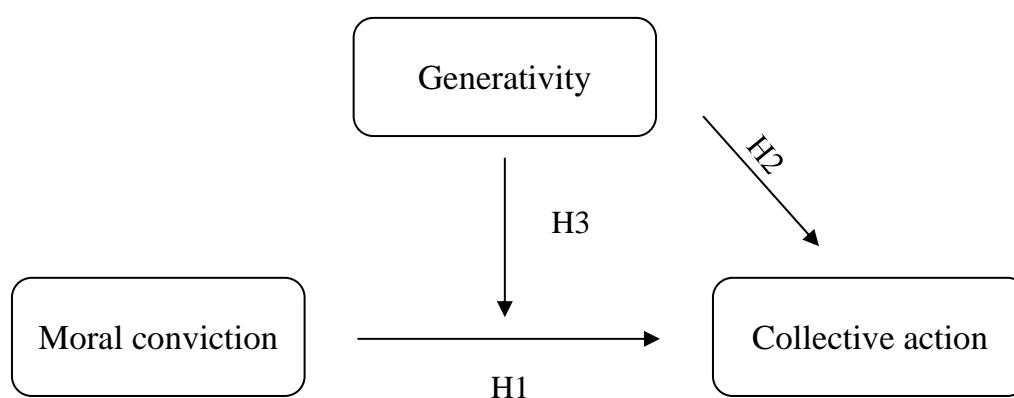 Generativity
H2
H3
Moral conviction
Collective action
H1